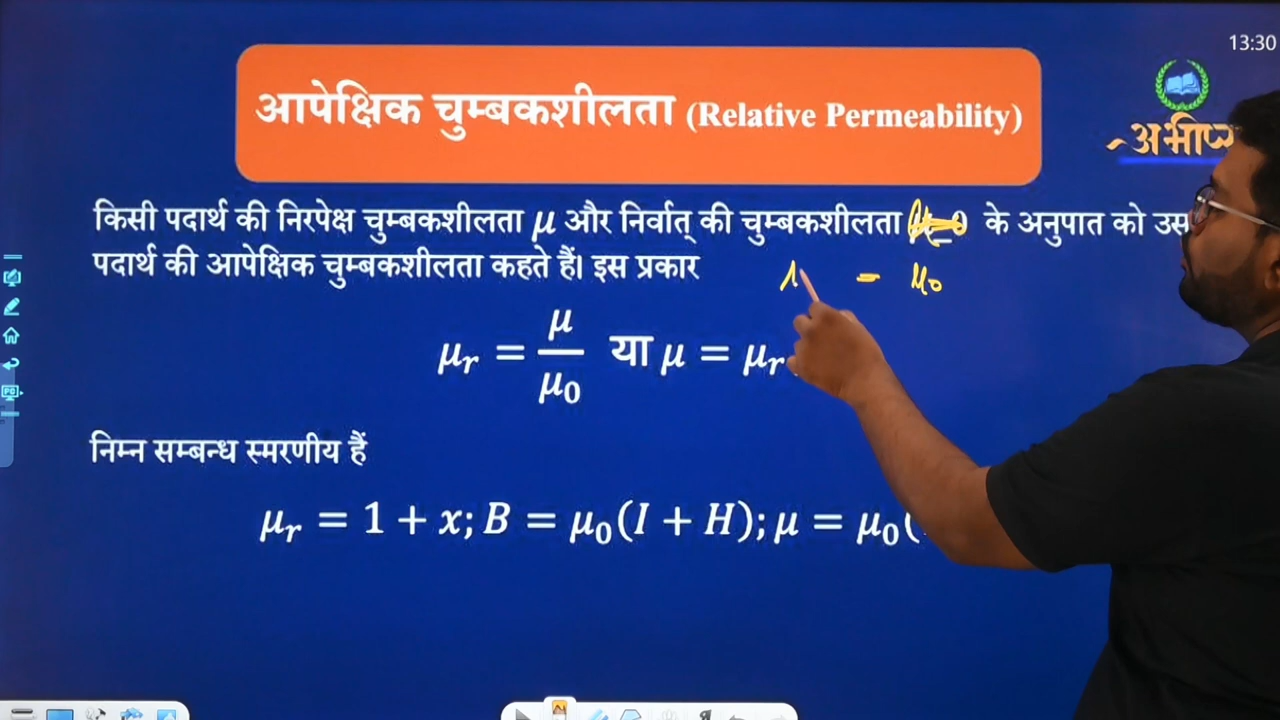 13:30
आपेक्षिक चुम्बकशीलता (Relative Permeability)
किसी पदार्थ की निरपेक्ष चुम्बकशीलता μ और निर्वात् की चुम्बकशीलता के अनुपात को उस
पदार्थ की आपेक्षिक चुम्बकशीलता कहते हैं। इस प्रकार
= μ₀
μᵣ = μ/μ₀ या μ = μᵣ
निम्न सम्बन्ध स्मरणीय हैं
μᵣ = 1 + x; B = μ₀(I + H); μ = μ₀(